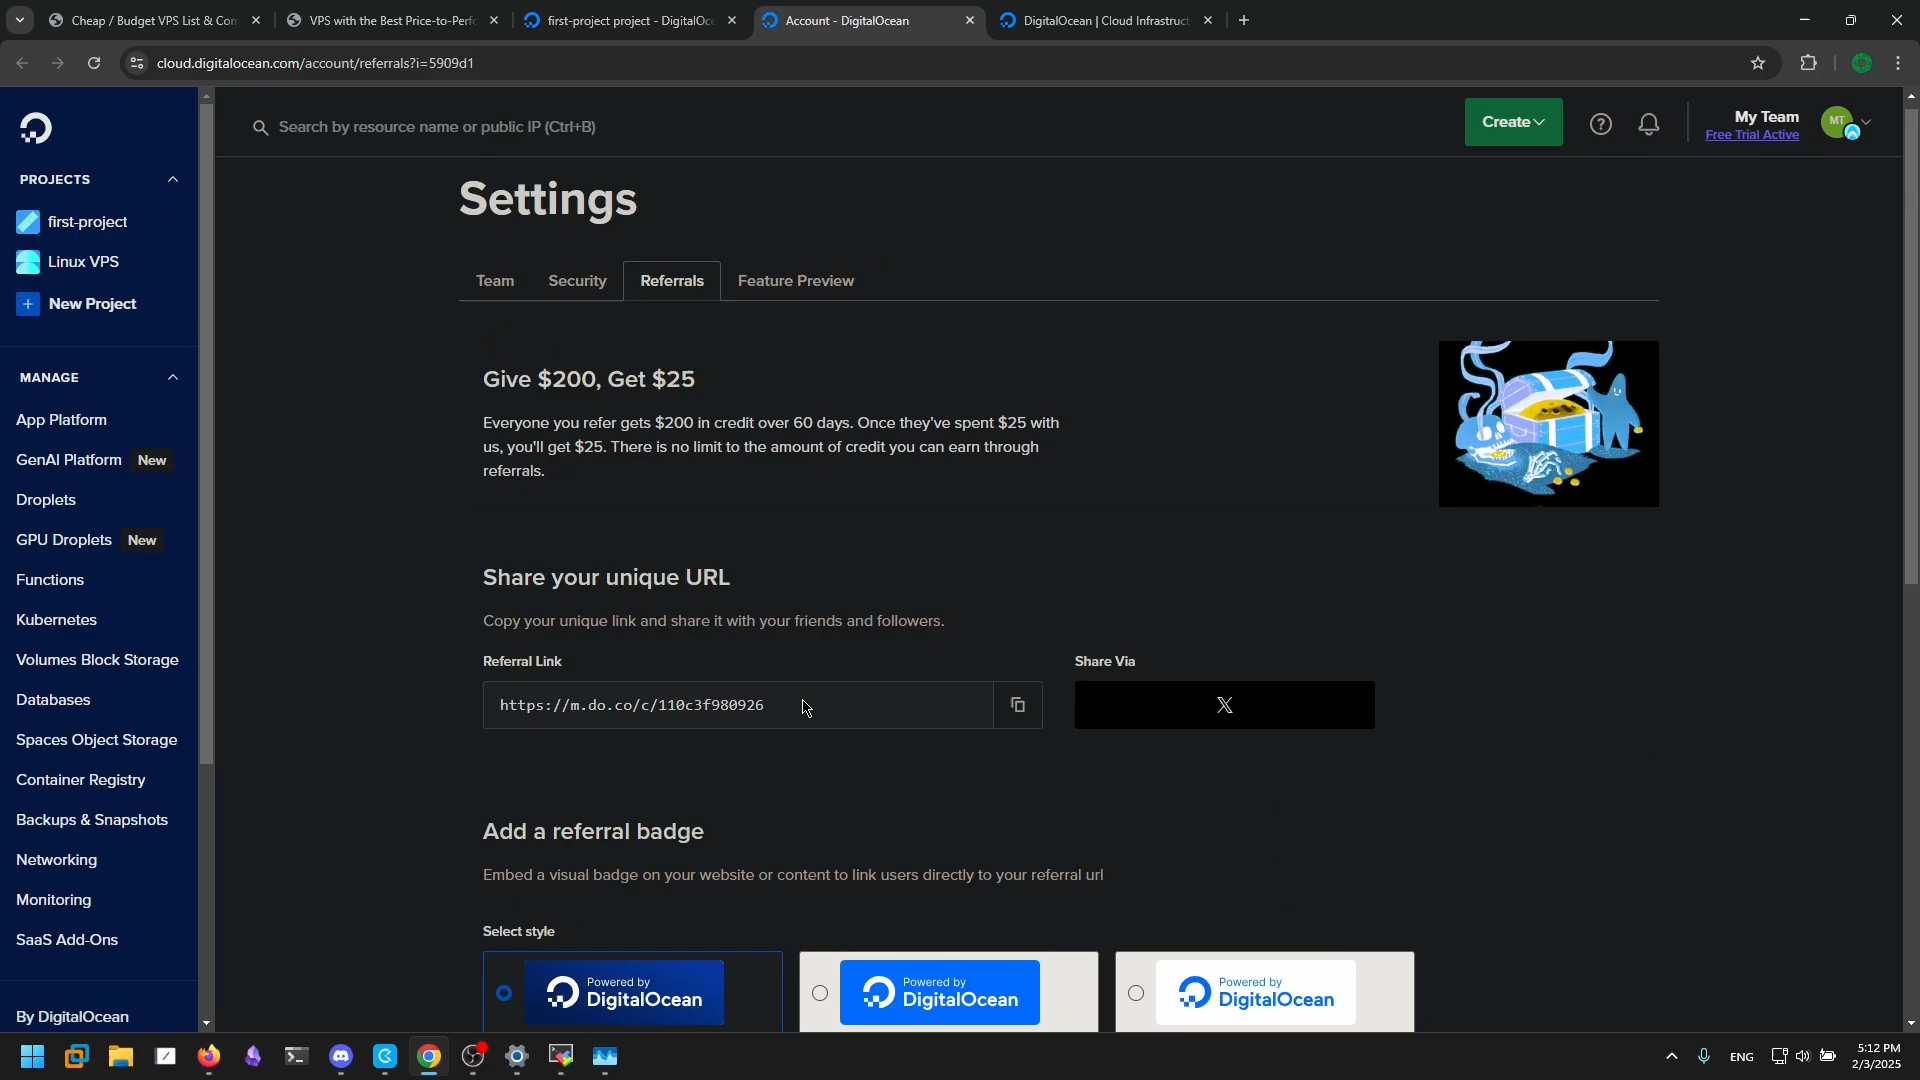 Cheap / Budget VPS List & Con
VPS with the Best Price-to-Perfo
first-project project - DigitalOce
Account - DigitalOcean
DigitalOcean | Cloud Infrastruct
cloud.digitalocean.com/account/referrals?i=5909d1
Search by resource name or public IP (Ctrl+B)
Create
My Team
Free Trial Active
MT
PROJECTS
first-project
Linux VPS
New Project
MANAGE
App Platform
GenAI Platform New
Droplets
GPU Droplets New
Functions
Kubernetes
Volumes Block Storage
Databases
Spaces Object Storage
Container Registry
Backups & Snapshots
Networking
Monitoring
SaaS Add-Ons
By DigitalOcean
Settings
Team
Security
Referrals
Feature Preview
Give $200, Get $25
Everyone you refer gets $200 in credit over 60 days. Once they've spent $25 with
us, you'll get $25. There is no limit to the amount of credit you can earn through
referrals.
Share your unique URL
Copy your unique link and share it with your friends and followers.
Referral Link
https://m.do.co/c/110c3f980926
Share Via
Add a referral badge
Embed a visual badge on your website or content to link users directly to your referral url
Select style
Powered by
DigitalOcean
Powered by
DigitalOcean
Powered by
DigitalOcean
ENG
5:12 PM
2/3/2025